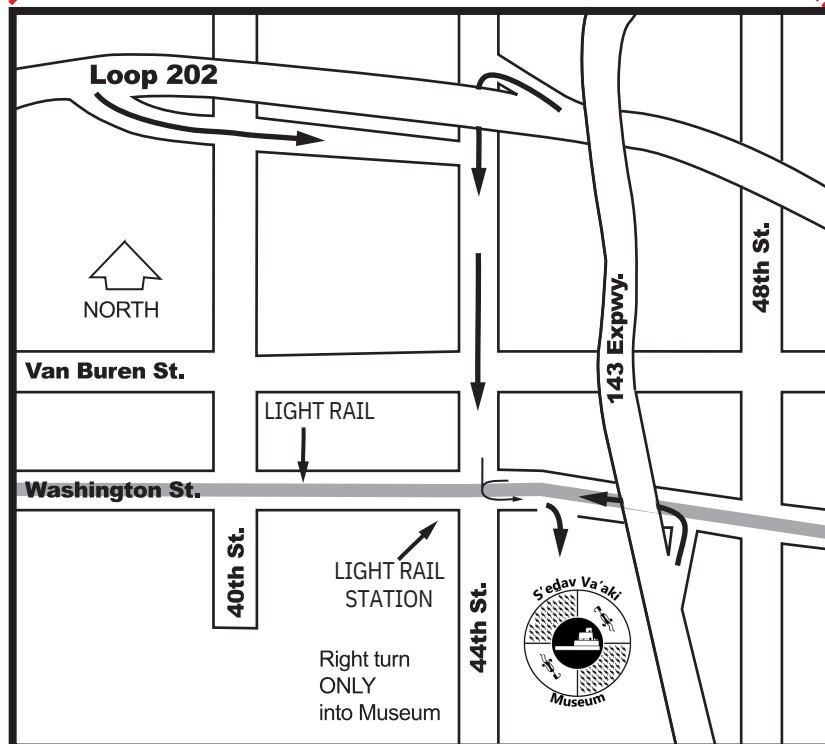 Loop 202
NORTH
48th St.
143 Expwy.
Van Buren St.
LIGHT RAIL
Washington St.
40th St.
LIGHT RAIL
STATION
44th St.
S'edav Va'aki
Museum
Right turn
ONLY
into Museum